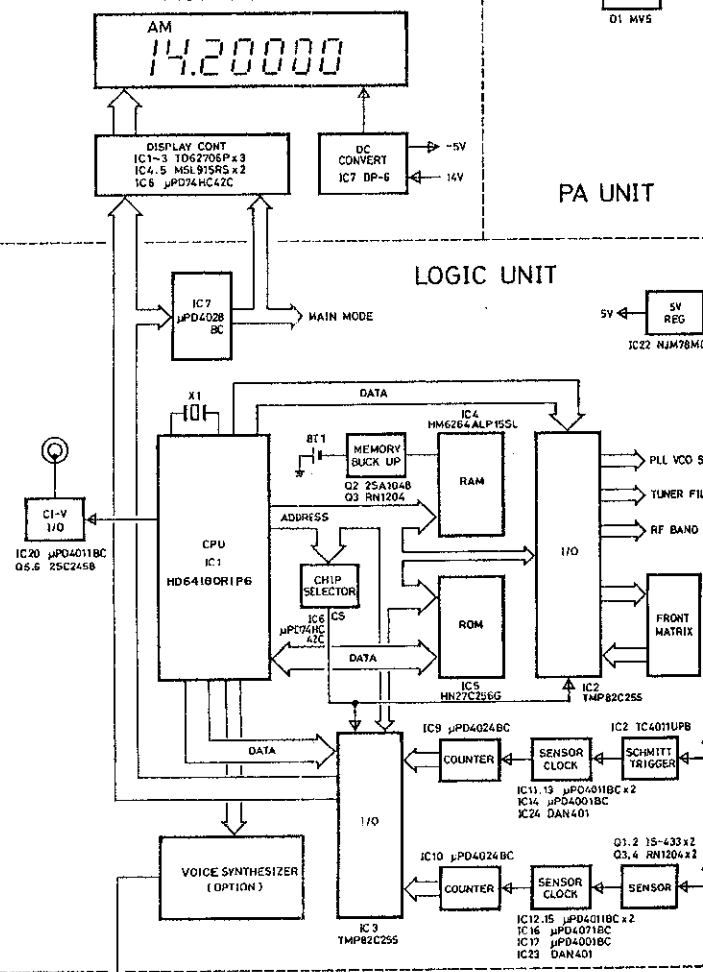 O1 MV5
AM
14.20000
DISPLAY CONT
IC1~3 TD62706P x 3
IC4.5 MSL915RS x 2
IC6 μPD74HC42C
DC
CONVERT
IC7 DP-6
-5V
14V
PA UNIT
LOGIC UNIT
IC7
μPD4028
BC
MAIN MODE
5V
5V
REG
IC22 NJM78M
X1
DATA
IC4
HM6264ALP15SL
BT1
MEMORY
BUCK UP
Q2 2SA1048
Q3 RN1204
RAM
PLL VCO S
TUNER FIL
RF BAND
CI-V
I/O
IC20 μPD4011BC
Q5.6 2SC2458
CPU
IC1
HD64180R1P6
ADDRESS
CHIP
SELECTOR
CS
IC6
μPD74HC
42C
I/O
ROM
FRONT
MATRIX
DATA
IC5
HN27C256G
IC2
TMP82C255
DATA
IC9 μPD4024BC
COUNTER
SENSOR
CLOCK
IC11.13 μPD4011BC x 2
IC14 μPD4001BC
IC24 DAN401
IC2 TC4011UPB
SCHMITT
TRIGGER
I/O
VOICE SYNTHESIZER
(OPTION)
IC10 μPD4024BC
COUNTER
SENSOR
CLOCK
Q1.2 1S-433 x 2
Q3.4 RN1204 x 2
SENSOR
IC12.15 μPD4011BC x 2
IC16 μPD4071BC
IC17 μPD4001BC
IC23 DAN401
IC3
TMP82C255